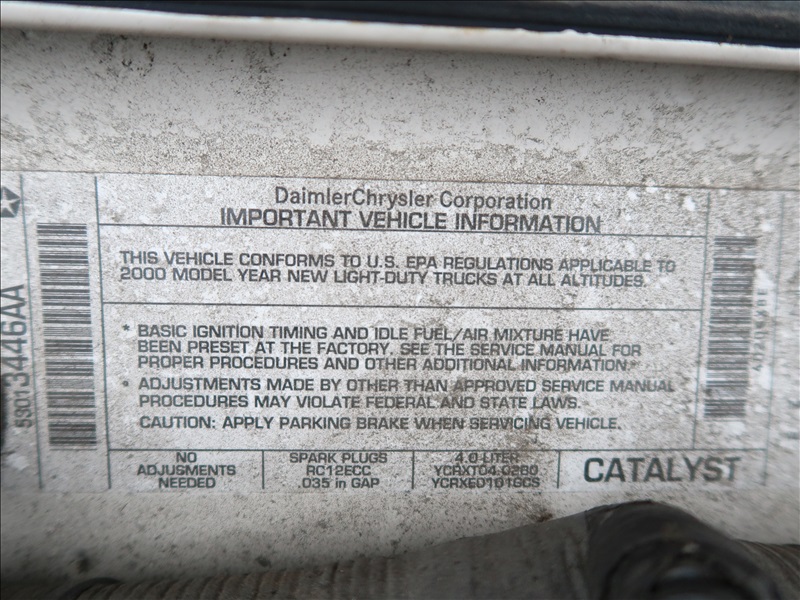 DaimlerChrysler Corporation
IMPORTANT VEHICLE INFORMATION
THIS VEHICLE CONFORMS TO U.S. EPA REGULATIONS APPLICABLE TO
2000 MODEL YEAR NEW LIGHT-DUTY TRUCKS AT ALL ALTITUDES.
* BASIC IGNITION TIMING AND IDLE FUEL/AIR MIXTURE HAVE
BEEN PRESET AT THE FACTORY. SEE THE SERVICE MANUAL FOR
PROPER PROCEDURES AND OTHER ADDITIONAL INFORMATION.
* ADJUSTMENTS MADE BY OTHER THAN APPROVED SERVICE MANUAL
PROCEDURES MAY VIOLATE FEDERAL AND STATE LAWS.
CAUTION: APPLY PARKING BRAKE WHEN SERVICING VEHICLE.
NO
ADJUSMENTS
NEEDED
SPARK PLUGS
RC12ECC
.035 in GAP
4.0 LITER
YCRXT04.02B0
YCRXE0101GCS
CATALYST
53013446AA